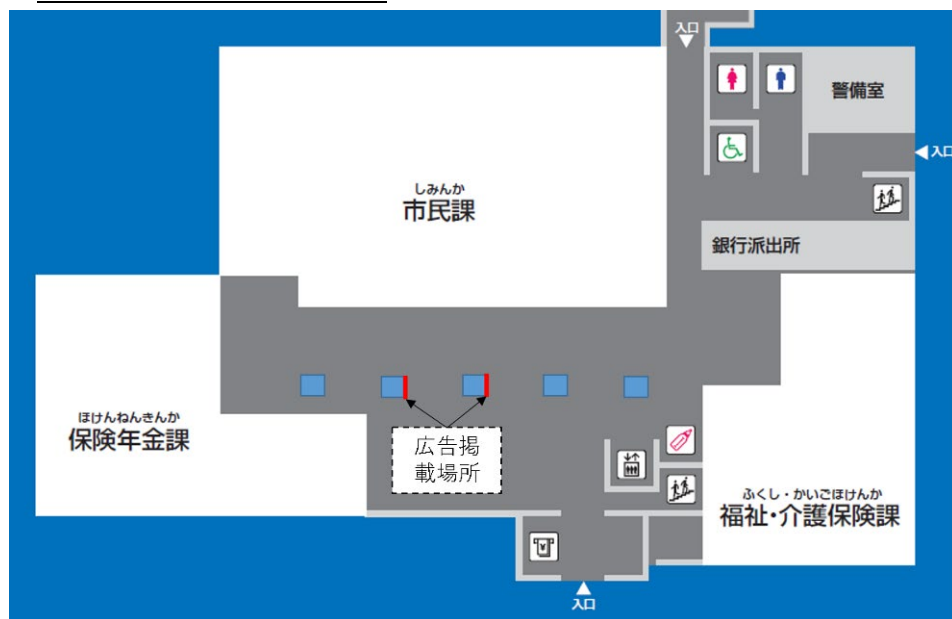 入口
警備室
入口
しみんか
市民課
銀行派出所
ほけんねんきんか
保険年金課
広告掲
載場所
ふくし・かいごほけんか
福祉・介護保険課
¥
入口